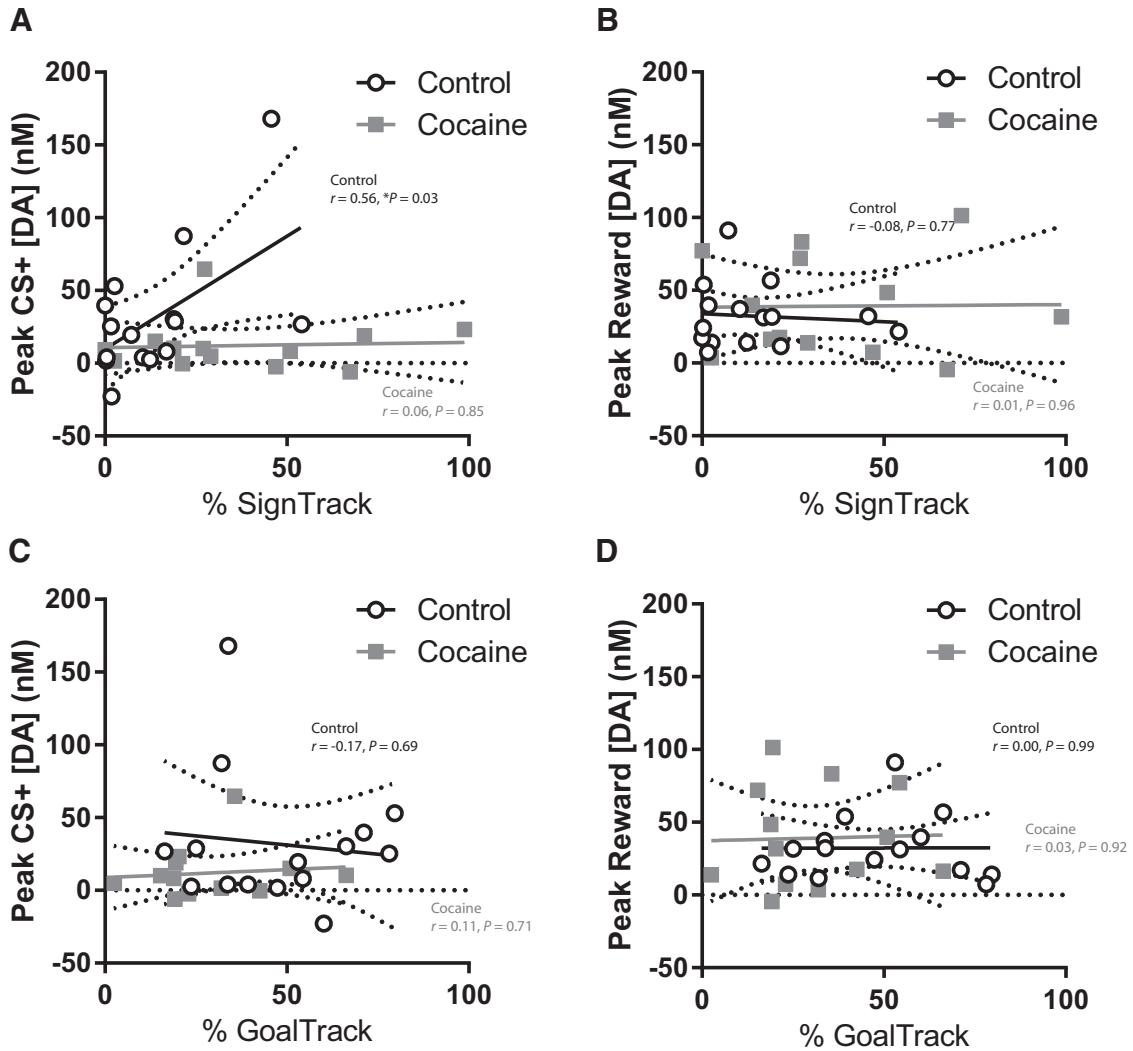 A
Peak CS+ [DA] (nM)
200
150
100
50
0
-50
0
50
100
% SignTrack
Control
Cocaine
Control
r = 0.56, *P = 0.03
Cocaine
r = 0.06, P = 0.85
B
Peak Reward [DA] (nM)
200
150
100
50
0
-50
0
50
100
% SignTrack
Control
Cocaine
Control
r = -0.08, P = 0.77
Cocaine
r = 0.01, P = 0.96
C
Peak CS+ [DA] (nM)
200
150
100
50
0
-50
0
50
100
% GoalTrack
Control
Cocaine
Control
r = -0.17, P = 0.69
Cocaine
r = 0.11, P = 0.71
D
Peak Reward [DA] (nM)
200
150
100
50
0
-50
0
50
100
% GoalTrack
Control
Cocaine
Control
r = 0.00, P = 0.99
Cocaine
r = 0.03, P = 0.92